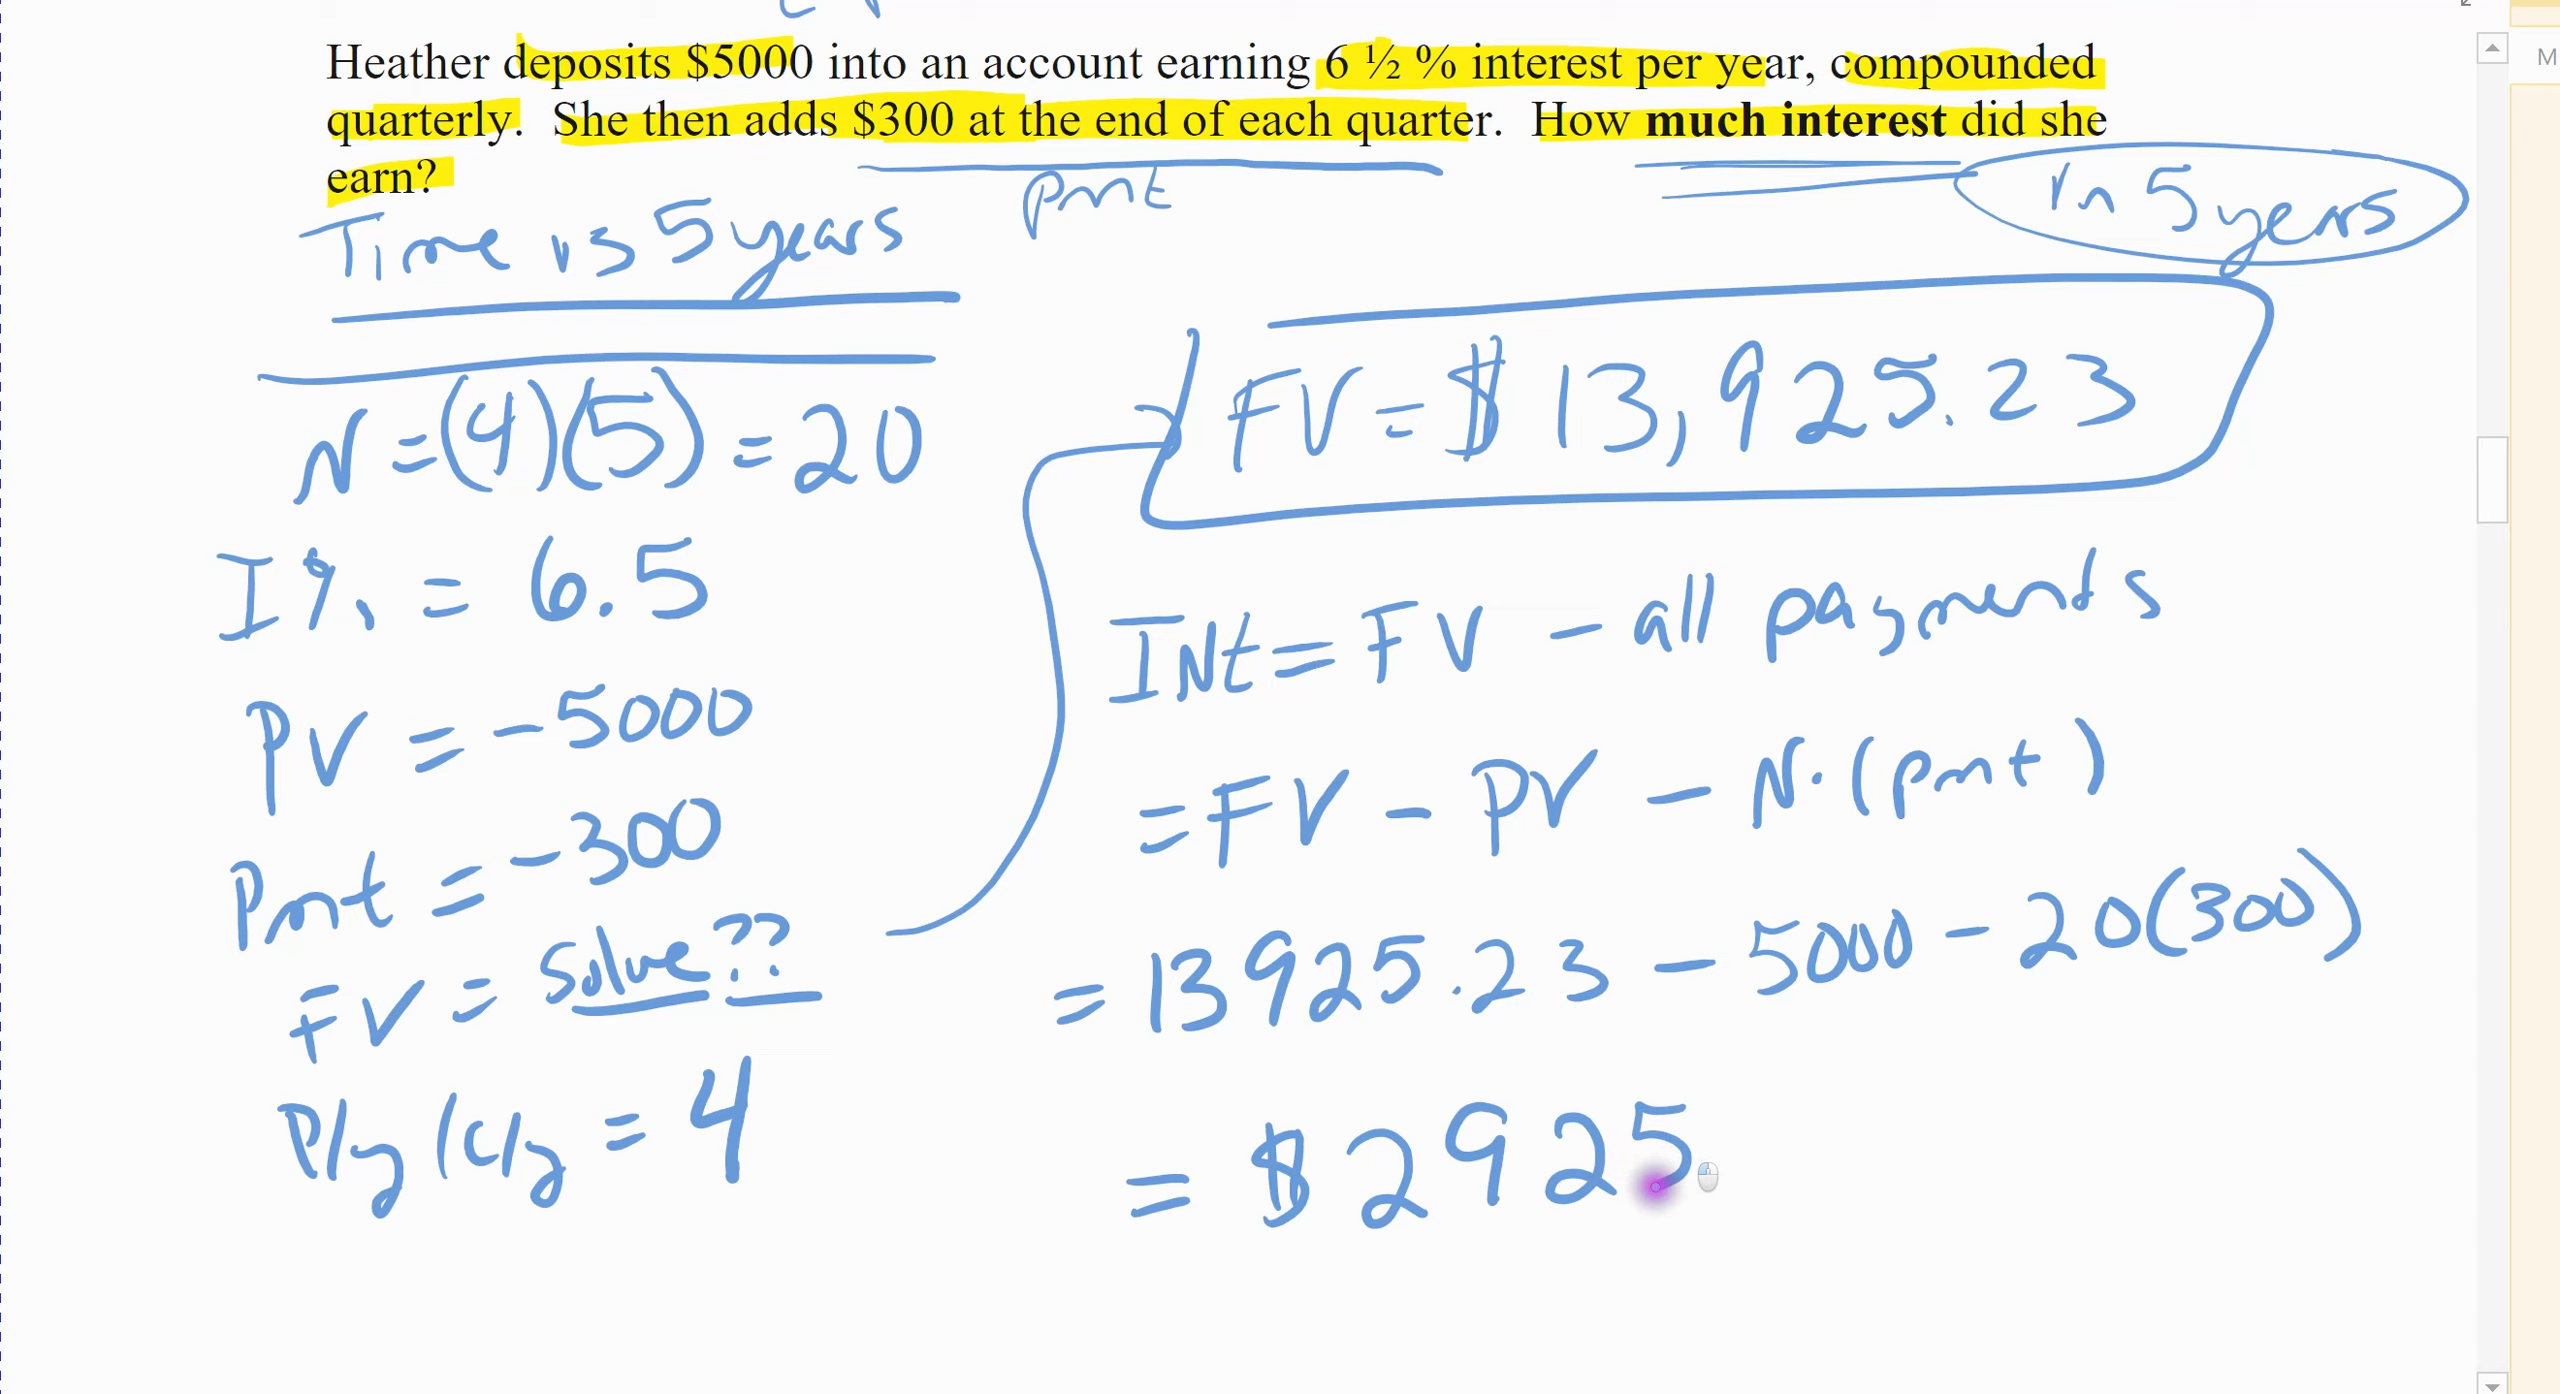 Heather deposits $5000 into an account earning 6 ½ % interest per year, compounded
quarterly. She then adds $300 at the end of each quarter. How much interest did she
earn?
pmt
in 5 years
Time is 5 years
N = (4)(5) = 20
I% = 6.5
PV = -5000
Pmt = -300
FV = solve??
P/y /C/y = 4
FV = $ 13,925.23
INt = FV - all payments
= FV - PV - N·(pmt)
= 13925.23 - 5000 - 20(300)
= $2925
M